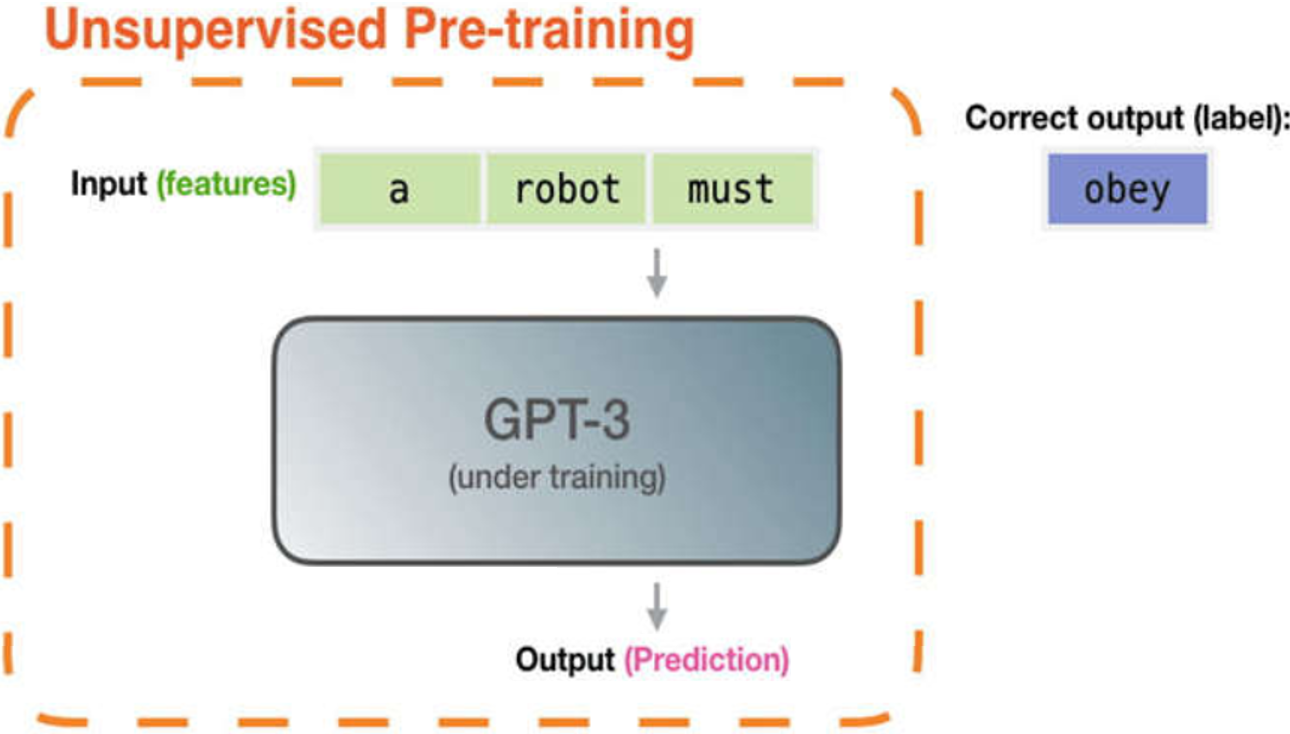 Unsupervised Pre-training
Correct output (label):
Input (features) a robot must
obey
GPT-3
(under training)
Output (Prediction)